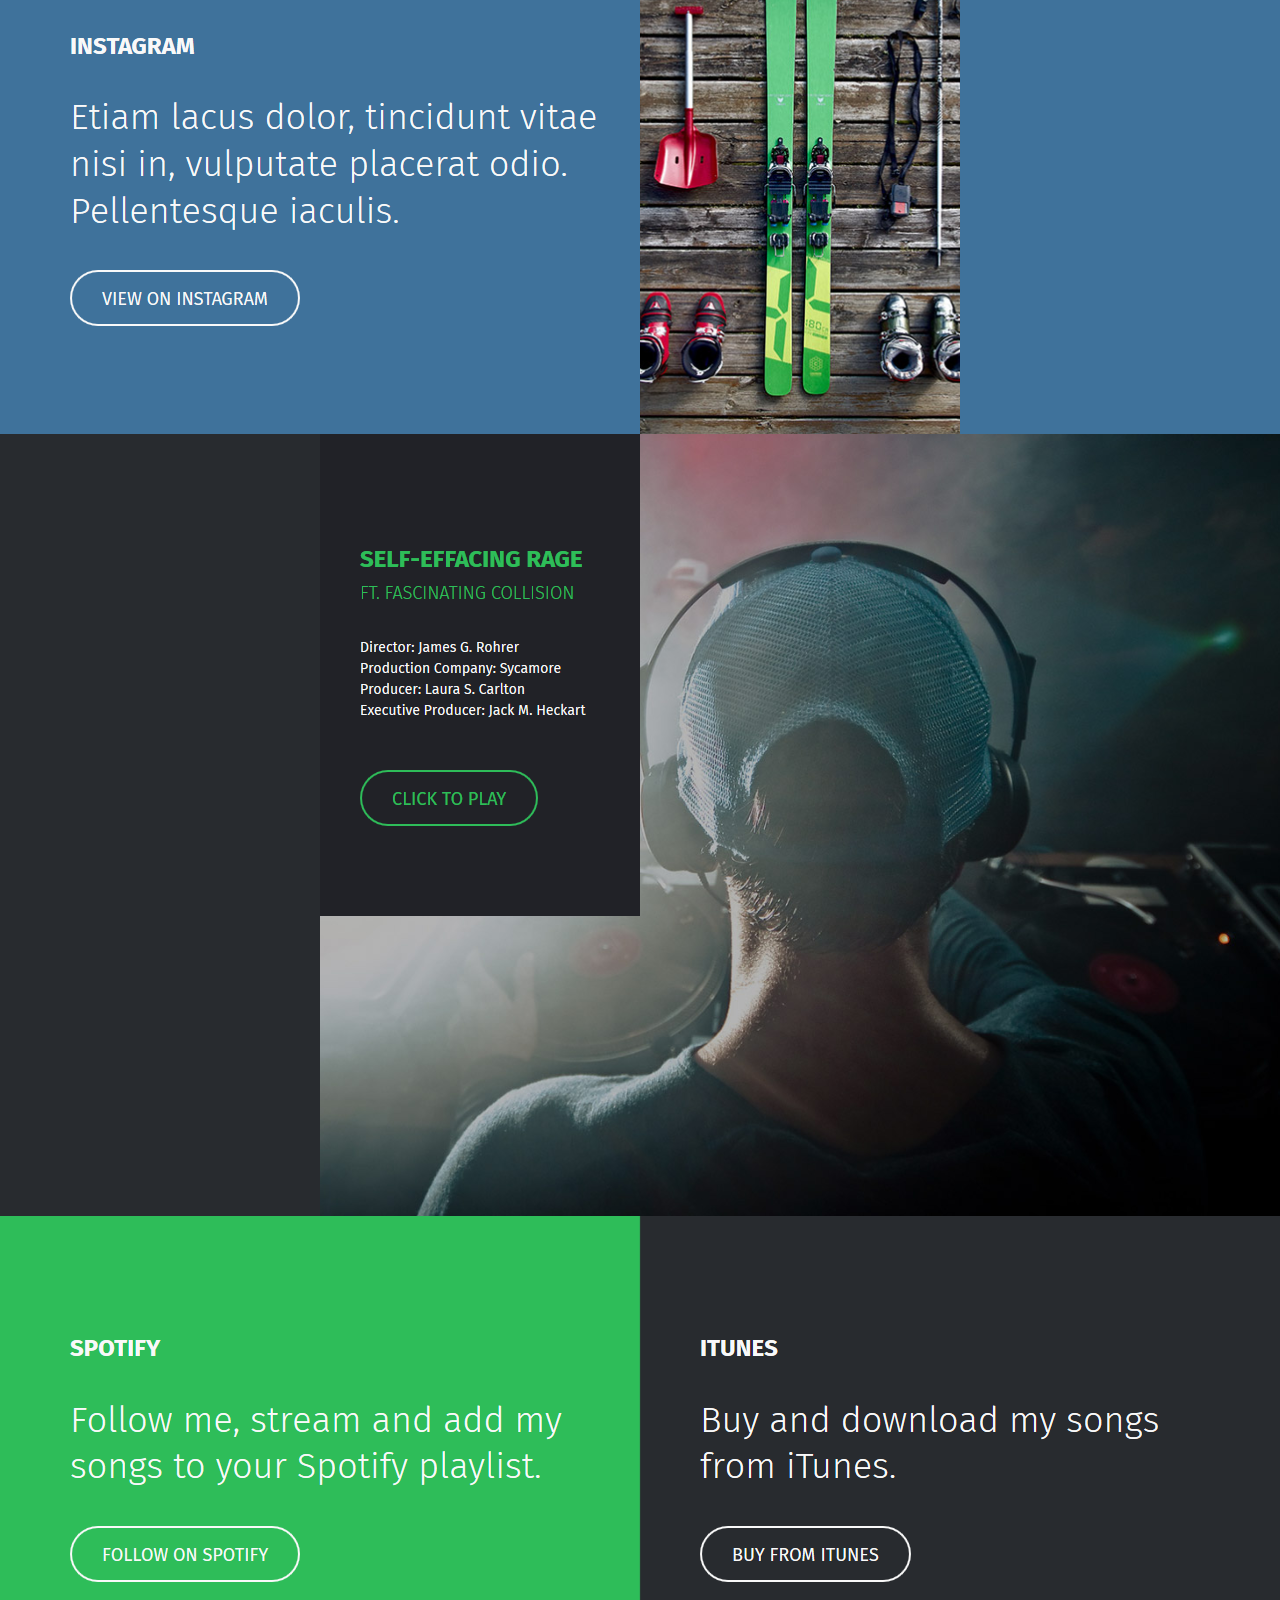 INSTAGRAM
Etiam lacus dolor, tincidunt vitae
nisi in, vulputate placerat odio.
Pellentesque iaculis.
VIEW ON INSTAGRAM
SELF-EFFACING RAGE
FT. FASCINATING COLLISION
Director: James G. Rohrer
Production Company: Sycamore
Producer: Laura S. Carlton
Executive Producer: Jack M. Heckart
CLICK TO PLAY
SPOTIFY
Follow me, stream and add my
songs to your Spotify playlist.
FOLLOW ON SPOTIFY
ITUNES
Buy and download my songs
from iTunes.
BUY FROM ITUNES